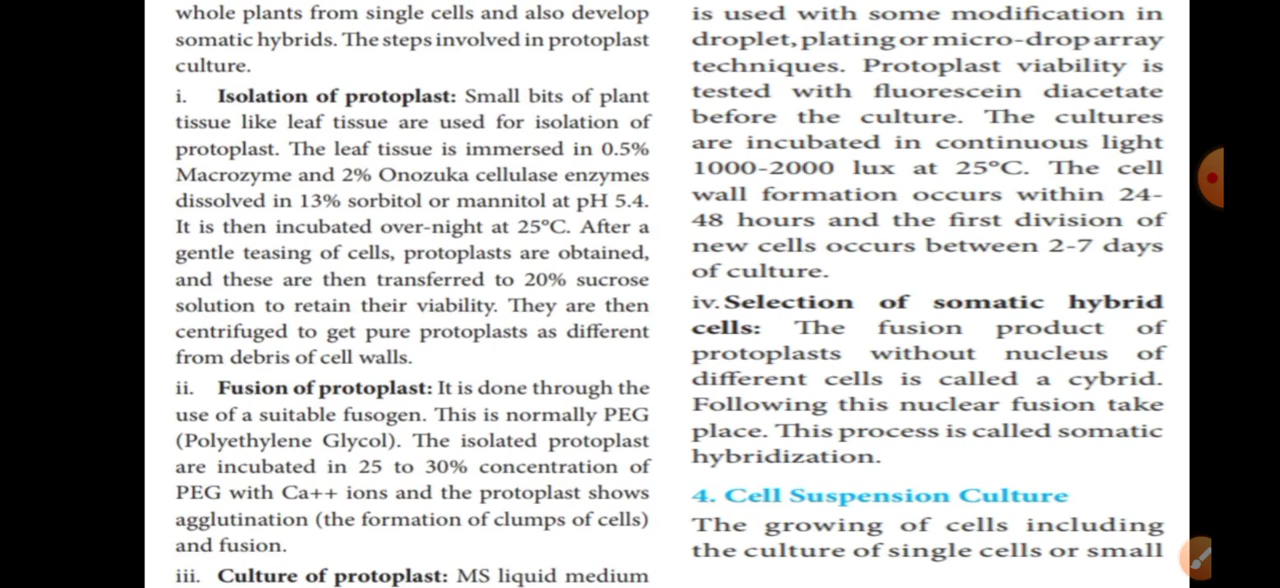 whole plants from single cells and also develop
somatic hybrids. The steps involved in protoplast
culture.
i. Isolation of protoplast: Small bits of plant
tissue like leaf tissue are used for isolation of
protoplast. The leaf tissue is immersed in 0.5%
Macrozyme and 2% Onozuka cellulase enzymes
dissolved in 13% sorbitol or mannitol at pH 5.4.
It is then incubated over-night at 25°C. After a
gentle teasing of cells, protoplasts are obtained,
and these are then transferred to 20% sucrose
solution to retain their viability. They are then
centrifuged to get pure protoplasts as different
from debris of cell walls.
ii. Fusion of protoplast: It is done through the
use of a suitable fusogen. This is normally PEG
(Polyethylene Glycol). The isolated protoplast
are incubated in 25 to 30% concentration of
PEG with Ca++ ions and the protoplast shows
agglutination (the formation of clumps of cells)
and fusion.
iii. Culture of protoplast: MS liquid medium
is used with some modification in
droplet, plating or micro-drop array
techniques. Protoplast viability is
tested with fluorescein diacetate
before the culture. The cultures
are incubated in continuous light
1000-2000 lux at 25°C. The cell
wall formation occurs within 24-
48 hours and the first division of
new cells occurs between 2-7 days
of culture.
iv. Selection of somatic hybrid
cells: The fusion product of
protoplasts without nucleus of
different cells is called a cybrid.
Following this nuclear fusion take
place. This process is called somatic
hybridization.
4. Cell Suspension Culture
The growing of cells including
the culture of single cells or small